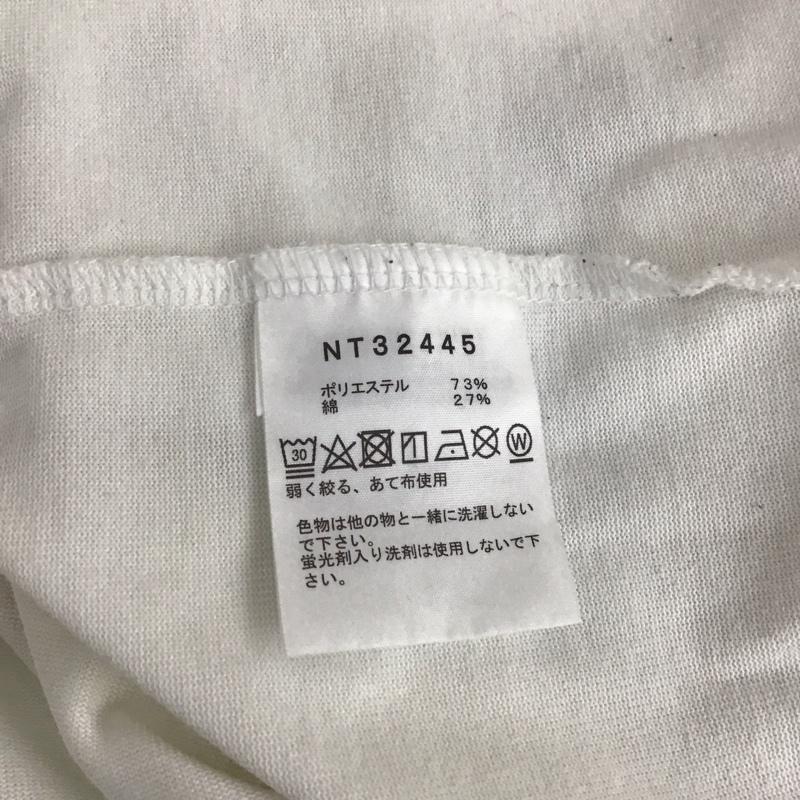 NT32445
ポリエステル 73%
綿 27%
30 W
弱く絞る、あて布使用
色物は他の物と一緒に洗濯しない
で下さい。
蛍光剤入り洗剤は使用しないで下
さい。